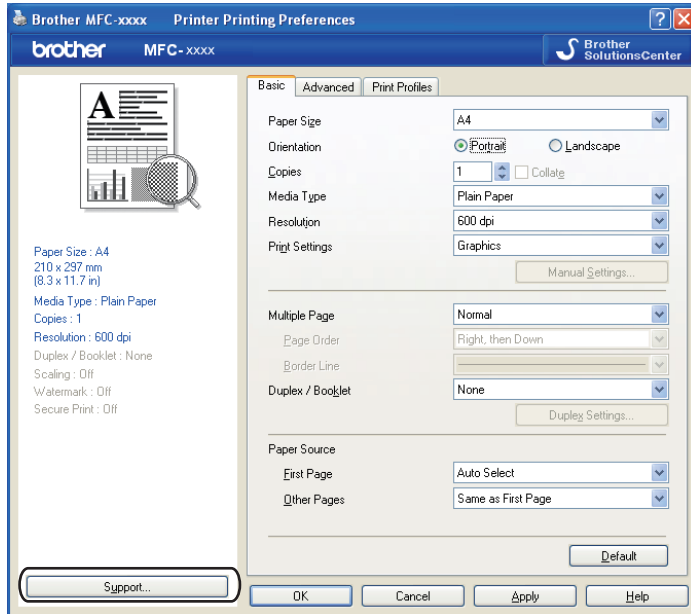 Brother MFC-xxxx Printer Printing Preferences
brother MFC- xxxx Brother SolutionsCenter
Basic Advanced Print Profiles
A
Paper Size A4
Orientation Portrait Landscape
Copies 1 Collate
Media Type Plain Paper
Resolution 600 dpi
Print Settings Graphics
Manual Settings...
Paper Size : A4
210 x 297 mm
(8.3 x 11.7 in)
Media Type : Plain Paper
Copies : 1
Resolution : 600 dpi
Duplex / Booklet : None
Scaling : Off
Watermark : Off
Secure Print : Off
Multiple Page Normal
Page Order Right, then Down
Border Line
Duplex / Booklet None
Duplex Settings...
Paper Source
First Page Auto Select
Other Pages Same as First Page
Default
Support... OK Cancel Apply Help